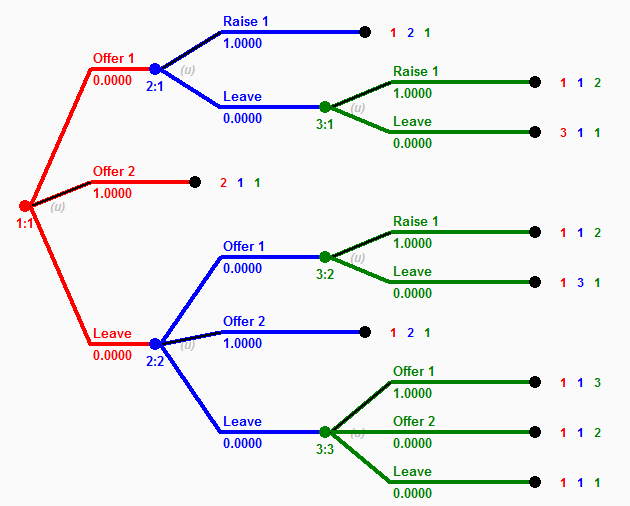 Raise 1
1.0000
1 2 1
Offer 1
0.0000
2:1
(u)
Raise 1
1.0000
1 1 2
Leave
0.0000
3:1
(u)
Leave
0.0000
3 1 1
Offer 2
1.0000
2 1 1
1:1
(u)
Raise 1
1.0000
1 1 2
Offer 1
0.0000
3:2
(u)
Leave
0.0000
1 3 1
Offer 2
1.0000
1 2 1
Leave
0.0000
2:2
(u)
Offer 1
1.0000
1 1 3
Leave
0.0000
3:3
(u)
Offer 2
0.0000
1 1 2
Leave
0.0000
1 1 1